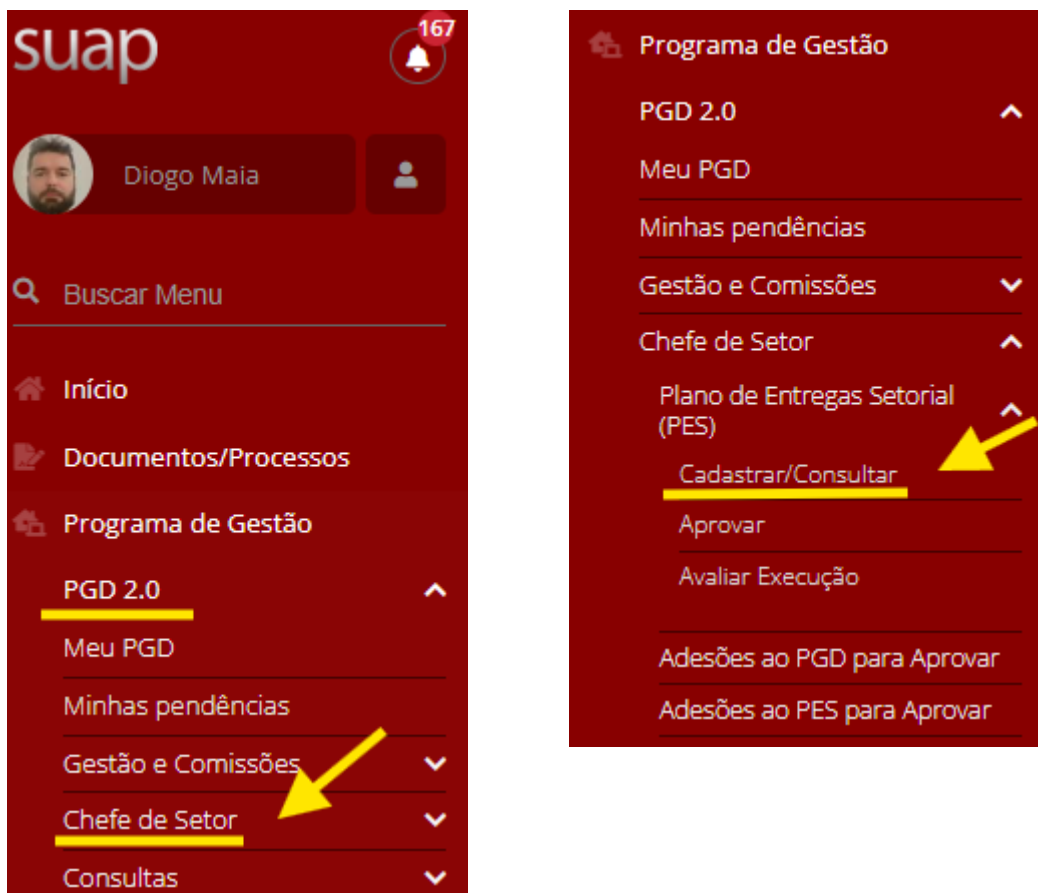 suap
167
Diogo Maia
Buscar Menu
Início
Documentos/Processos
Programa de Gestão
PGD 2.0
Meu PGD
Minhas pendências
Gestão e Comissões
Chefe de Setor
Consultas
Programa de Gestão
PGD 2.0
Meu PGD
Minhas pendências
Gestão e Comissões
Chefe de Setor
Plano de Entregas Setorial
(PES)
Cadastrar/Consultar
Aprovar
Avaliar Execução
Adesões ao PGD para Aprovar
Adesões ao PES para Aprovar